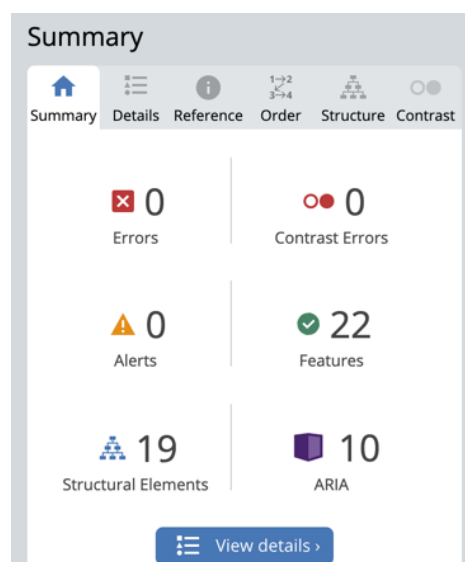 Summary
1→2
3→4
Summary Details Reference Order Structure Contrast
0 0
Errors Contrast Errors
0 22
Alerts Features
19 10
Structural Elements ARIA
View details ›